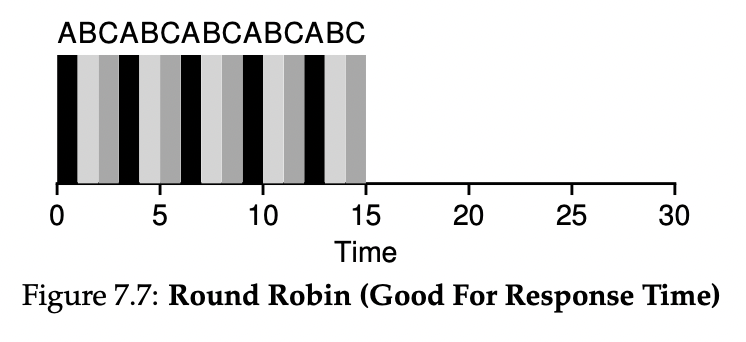 ABCABCABCABCABC
0 5 10 15 20 25 30
Time
Figure 7.7: Round Robin (Good For Response Time)